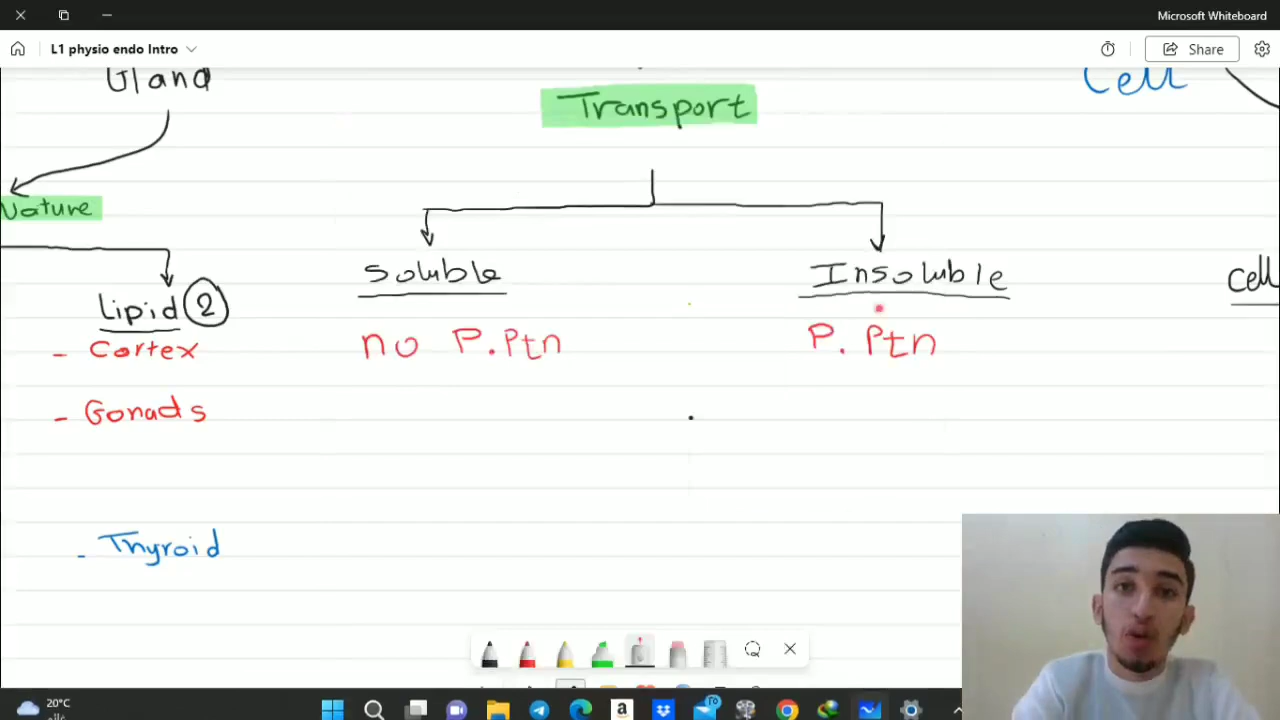 Microsoft Whiteboard
L1 physio endo Intro
Share
Gland
Transport
Cell
Nature
Soluble
Insoluble
Cell
Lipid 2
no P.Ptn
P. Ptn
- Cortex
- Gonads
- Thyroid
20°C